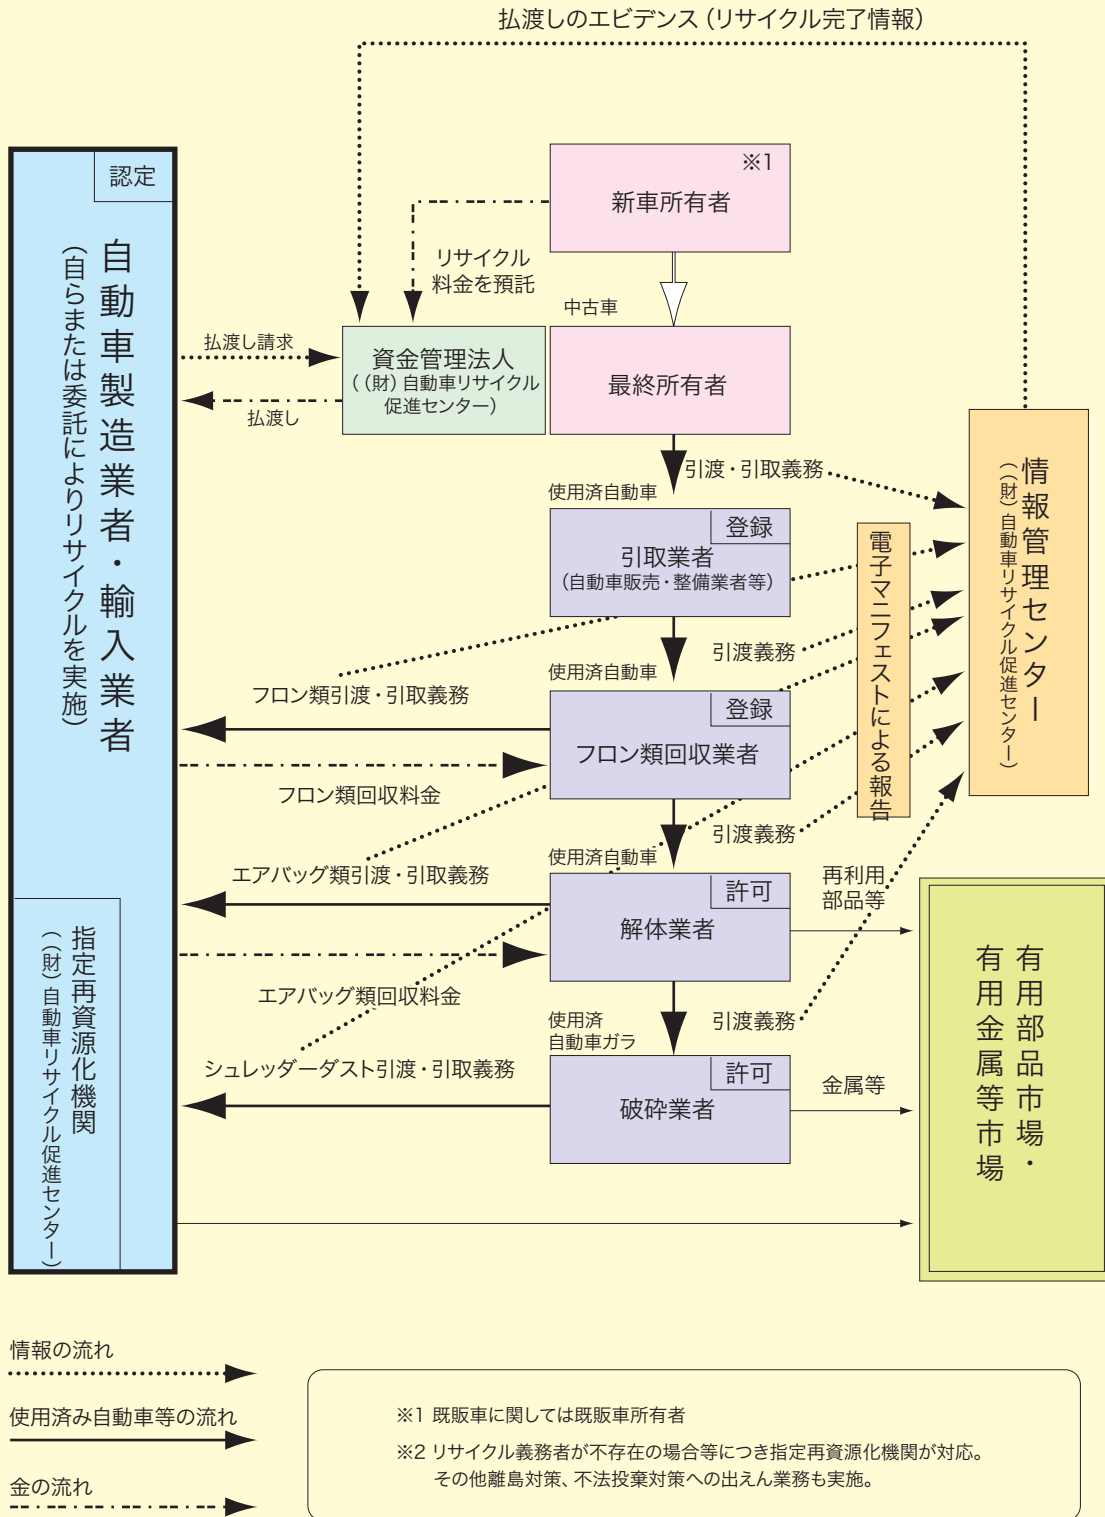 払渡しのエビデンス（リサイクル完了情報）
認定
自動車製造業者・輸入業者
（自らまたは委託によりリサイクルを実施）
※1
新車所有者
リサイクル
料金を預託
中古車
払渡し請求
払渡し
資金管理法人
（（財）自動車リサイクル
促進センター）
最終所有者
引渡・引取義務
使用済自動車
登録
引取業者
（自動車販売・整備業者等）
電子マニフェストによる報告
情報管理センター
（（財）自動車リサイクル促進センター）
引渡義務
使用済自動車
フロン類引渡・引取義務
登録
フロン類回収業者
フロン類回収料金
引渡義務
使用済自動車
エアバッグ類引渡・引取義務
許可
解体業者
再利用
部品等
エアバッグ類回収料金
使用済
自動車ガラ
引渡義務
シュレッダーダスト引渡・引取義務
許可
破砕業者
金属等
指定再資源化機関
（（財）自動車リサイクル促進センター）
有用部品市場・
有用金属等市場
情報の流れ
使用済み自動車等の流れ
金の流れ
※1 既販車に関しては既販車所有者
※2 リサイクル義務者が不存在の場合等につき指定再資源化機関が対応。
その他離島対策、不法投棄対策への出えん業務も実施。